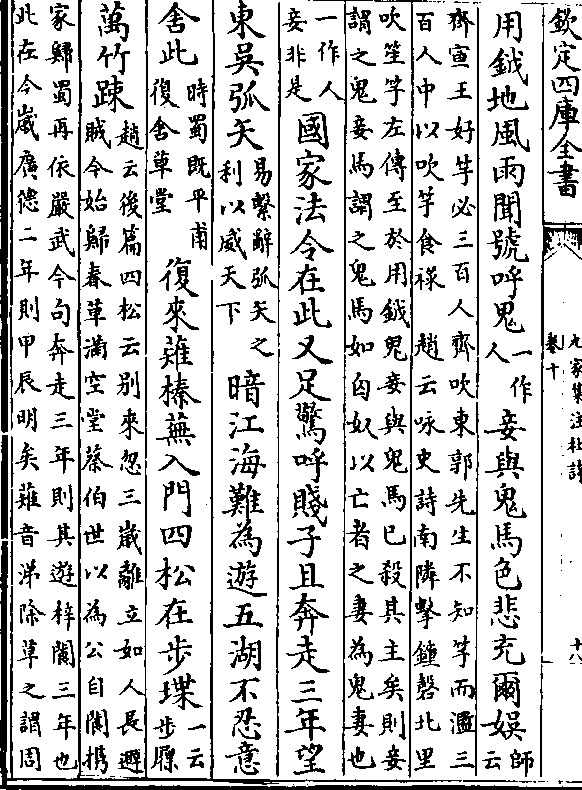 欽定四庫全書
九家集注杜詩
卷十
十八
用鉞地風雨聞號呼鬼一作人妾與鬼馬色悲充爾娛師云
齊宣王好竽必三百人齊吹東郭先生不知竽而濫三
百人中以吹竽食禄　趙云咏史詩南隣擊鍾磬北里
吹笙竽左傳至於用鉞鬼妾與鬼馬已殺其主矣則妾
謂之鬼妾馬謂之鬼馬如匈奴以亡者之妻為鬼妻也
一作人妾非是國家法令在此又足驚呼賤子且奔走三年望
東吳弧矢易繫辭弧矢之利以威天下暗江海難為遊五湖不忍竟
舍此時蜀既平甫復舍草堂復來薙榛蕪入門四松在步堞一云步屧
萬竹踈趙云後篇四松云别來忽三歲離立如人長避
賊今始歸春草滿空堂蔡伯世以為公自閬携
家歸蜀再依嚴武今句奔走三年則其遊梓閬三年也
此在今歲廣德二年則甲辰明矣薙音涕除草之謂周